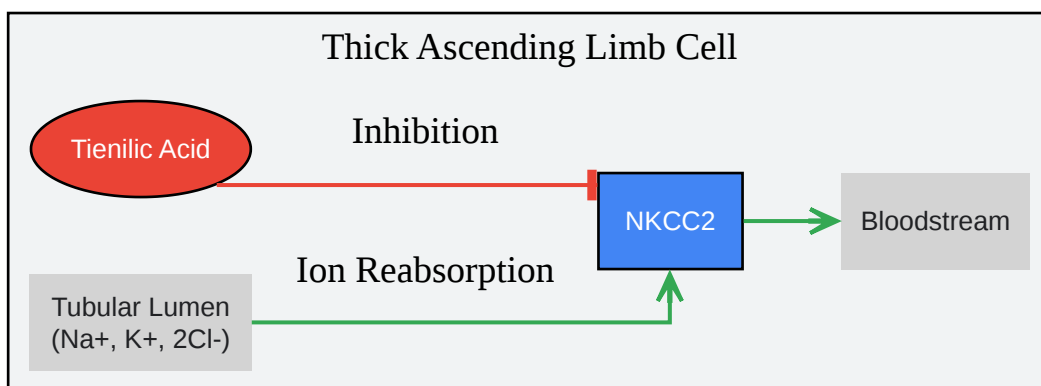 Thick Ascending Limb Cell
Tienilic Acid
Inhibition
NKCC2
Bloodstream
Ion Reabsorption
Tubular Lumen
(Na+, K+, 2Cl-)